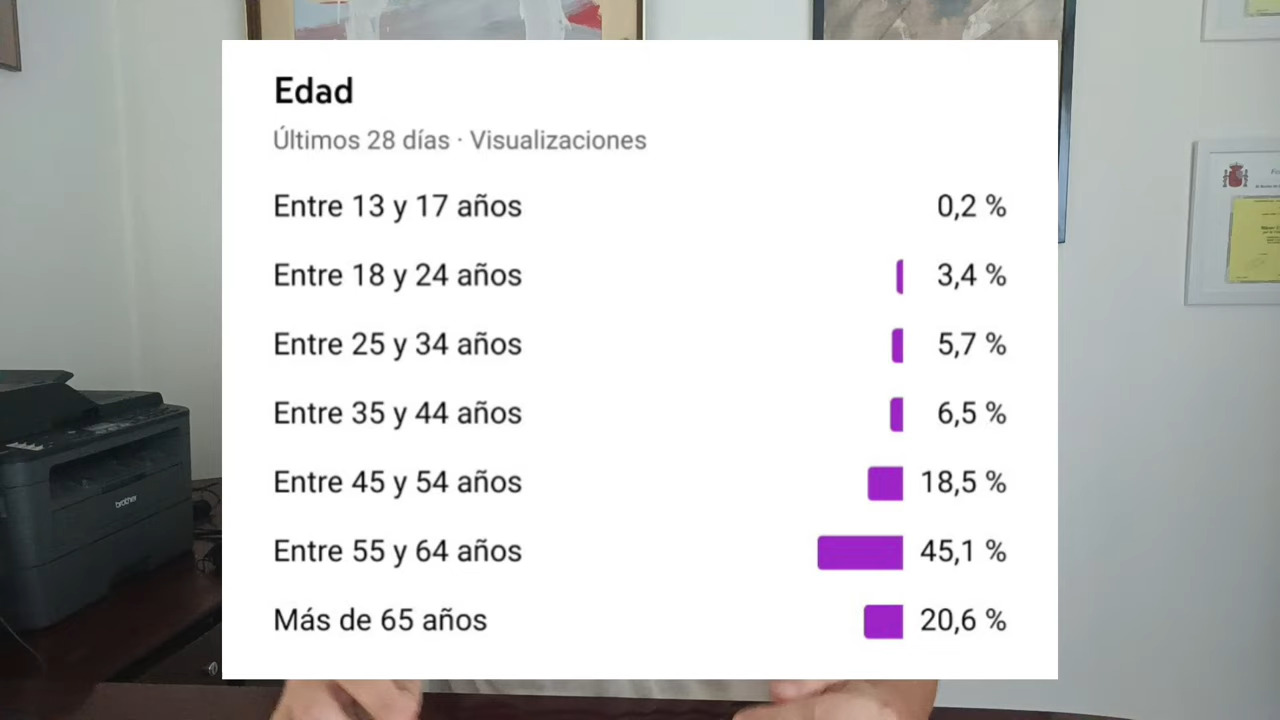 Edad
Últimos 28 días · Visualizaciones
Entre 13 y 17 años 0,2 %
Entre 18 y 24 años 3,4 %
Entre 25 y 34 años 5,7 %
Entre 35 y 44 años 6,5 %
Entre 45 y 54 años 18,5 %
Entre 55 y 64 años 45,1 %
Más de 65 años 20,6 %
brother